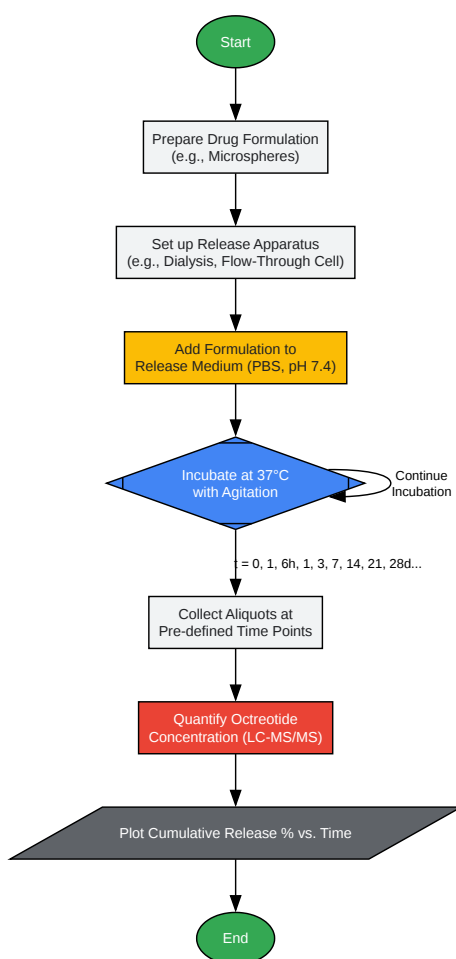 Start
Prepare Drug Formulation
(e.g., Microspheres)
Set up Release Apparatus
(e.g., Dialysis, Flow-Through Cell)
Add Formulation to
Release Medium (PBS, pH 7.4)
Incubate at 37°C
with Agitation
Continue
Incubation
t = 0, 1, 6h, 1, 3, 7, 14, 21, 28d...
Collect Aliquots at
Pre-defined Time Points
Quantify Octreotide
Concentration (LC-MS/MS)
Plot Cumulative Release % vs. Time
End